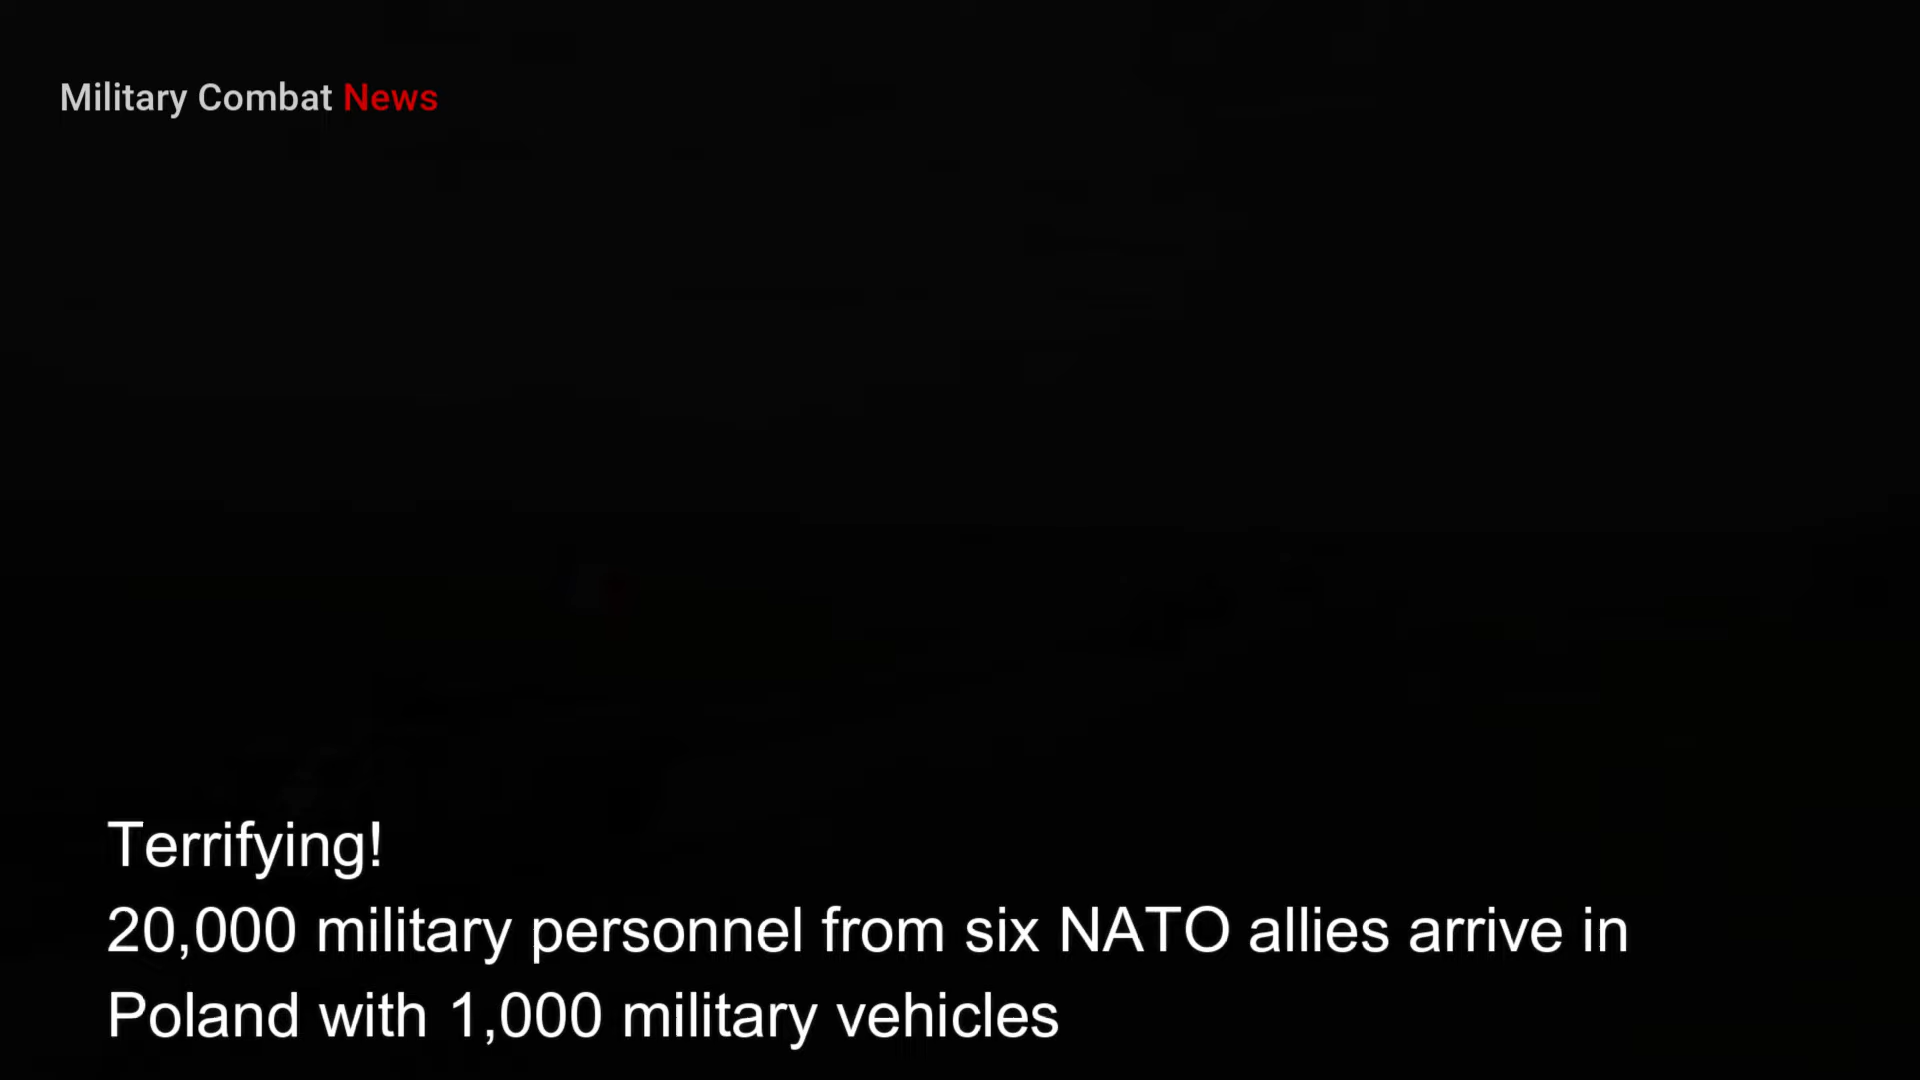 Military Combat News
Terrifying!
20,000 military personnel from six NATO allies arrive in
Poland with 1,000 military vehicles